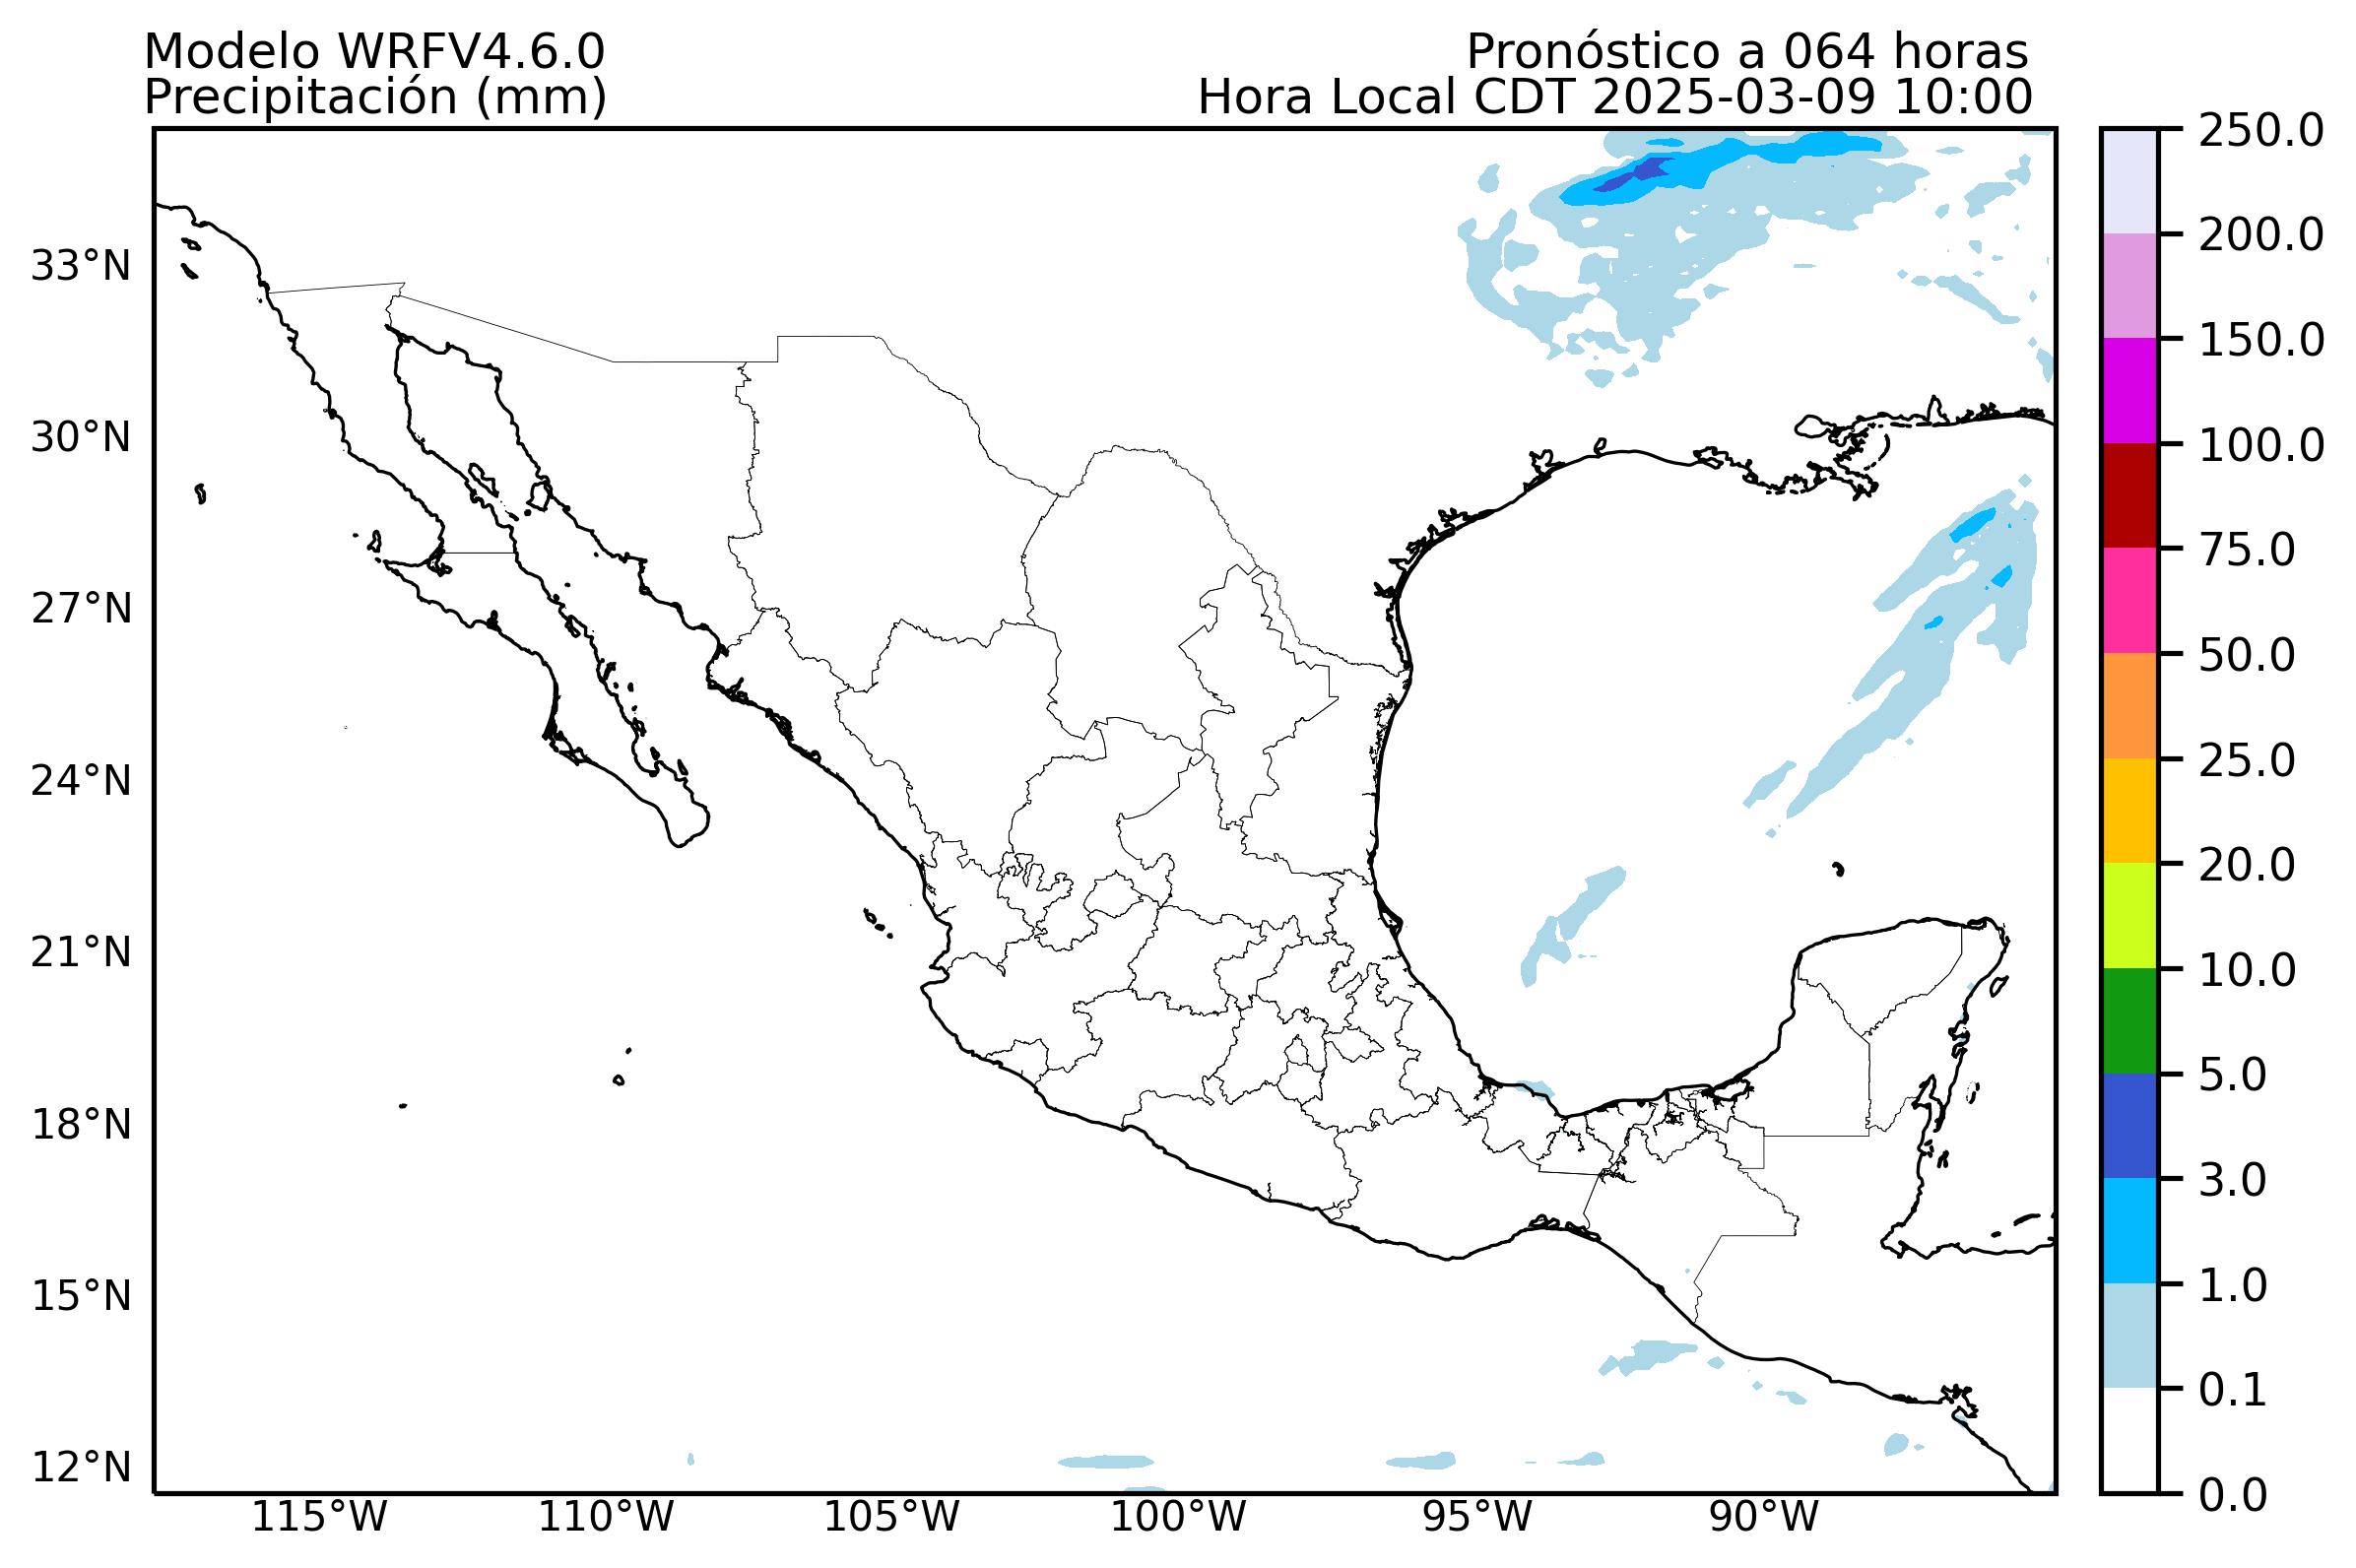 Modelo WRFV4.6.0
Precipitación (mm)
Pronóstico a 064 horas
Hora Local CDT 2025-03-09 10:00
33°N
30°N
27°N
24°N
21°N
18°N
15°N
12°N
115°W
110°W
105°W
100°W
95°W
90°W
250.0
200.0
150.0
100.0
75.0
50.0
25.0
20.0
10.0
5.0
3.0
1.0
0.1
0.0